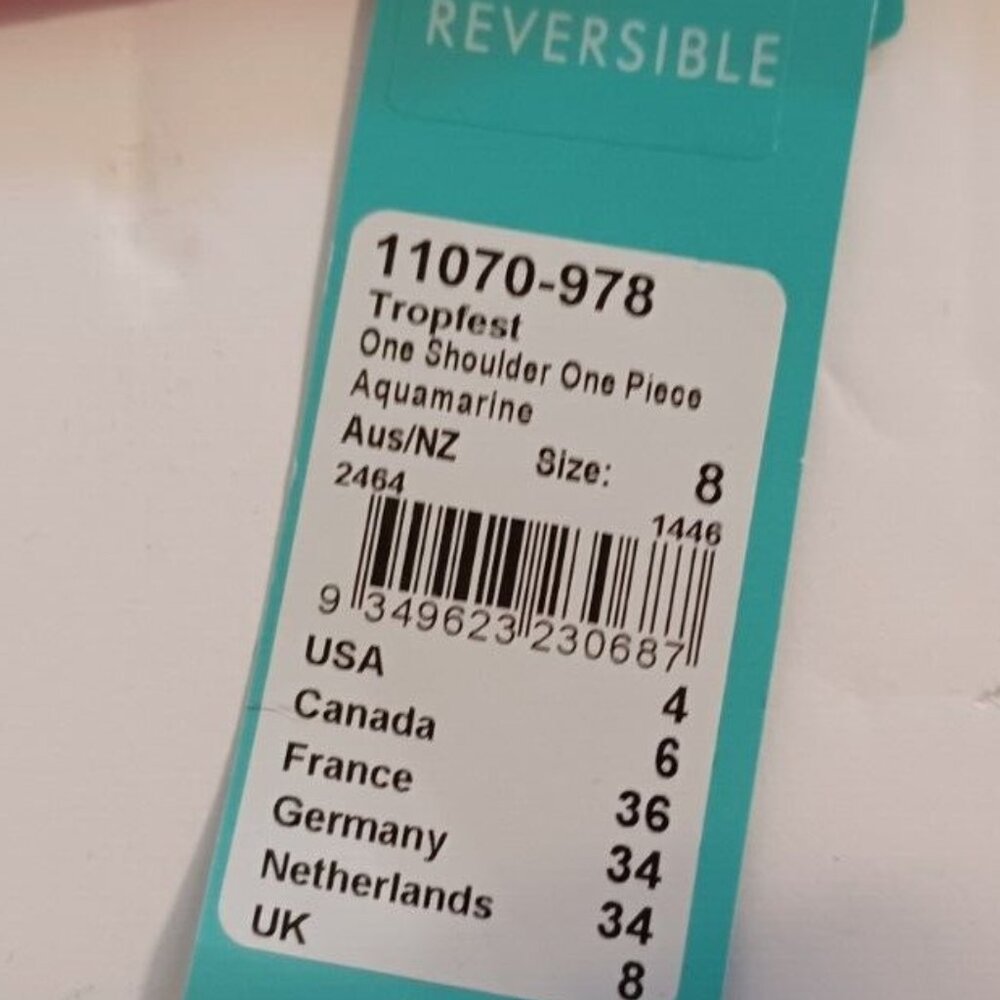 REVERSIBLE
11070-978
Tropfest
One Shoulder One Piece
Aquamarine
Aus/NZ Size: 8
2464 1446
9 349623 230687
USA 4
Canada 6
France 36
Germany 34
Netherlands 34
UK 8